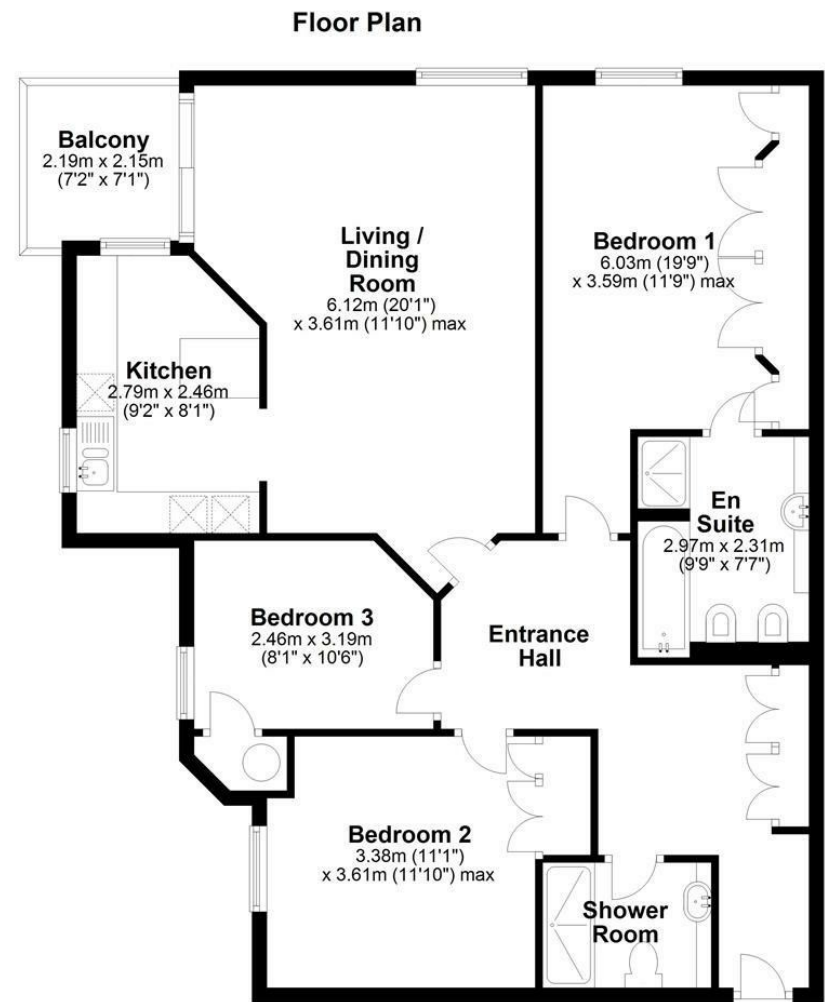 Floor Plan
Balcony
2.19m x 2.15m
(7'2" x 7'1")
Living /
Dining
Room
6.12m (20'1")
x 3.61m (11'10") max
Bedroom 1
6.03m (19'9")
x 3.59m (11'9") max
Kitchen
2.79m x 2.46m
(9'2" x 8'1")
En
Suite
2.97m x 2.31m
(9'9" x 7'7")
Bedroom 3
2.46m x 3.19m
(8'1" x 10'6")
Entrance
Hall
Bedroom 2
3.38m (11'1")
x 3.61m (11'10") max
Shower
Room